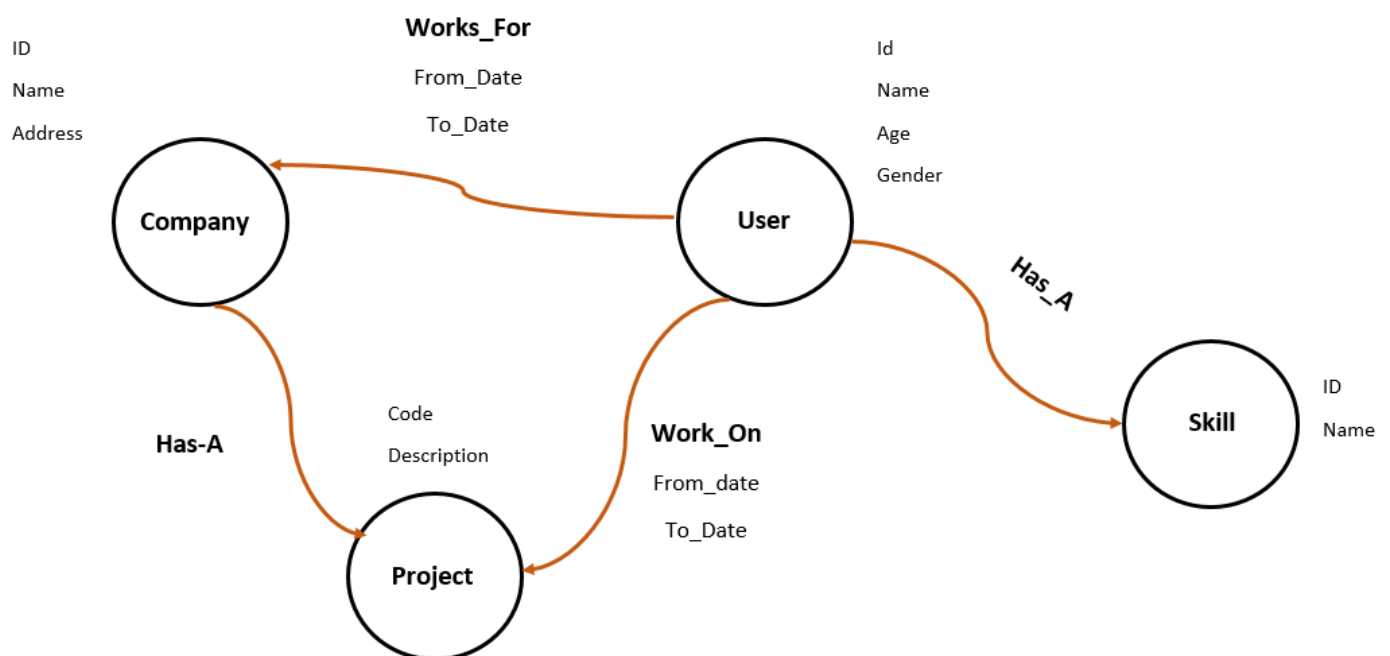 Works_For
From_Date
To_Date
ID
Name
Address
Id
Name
Age
Gender
Company
User
Has_A
Has-A
Code
Description
Work_On
From_date
To_Date
Skill
ID
Name
Project